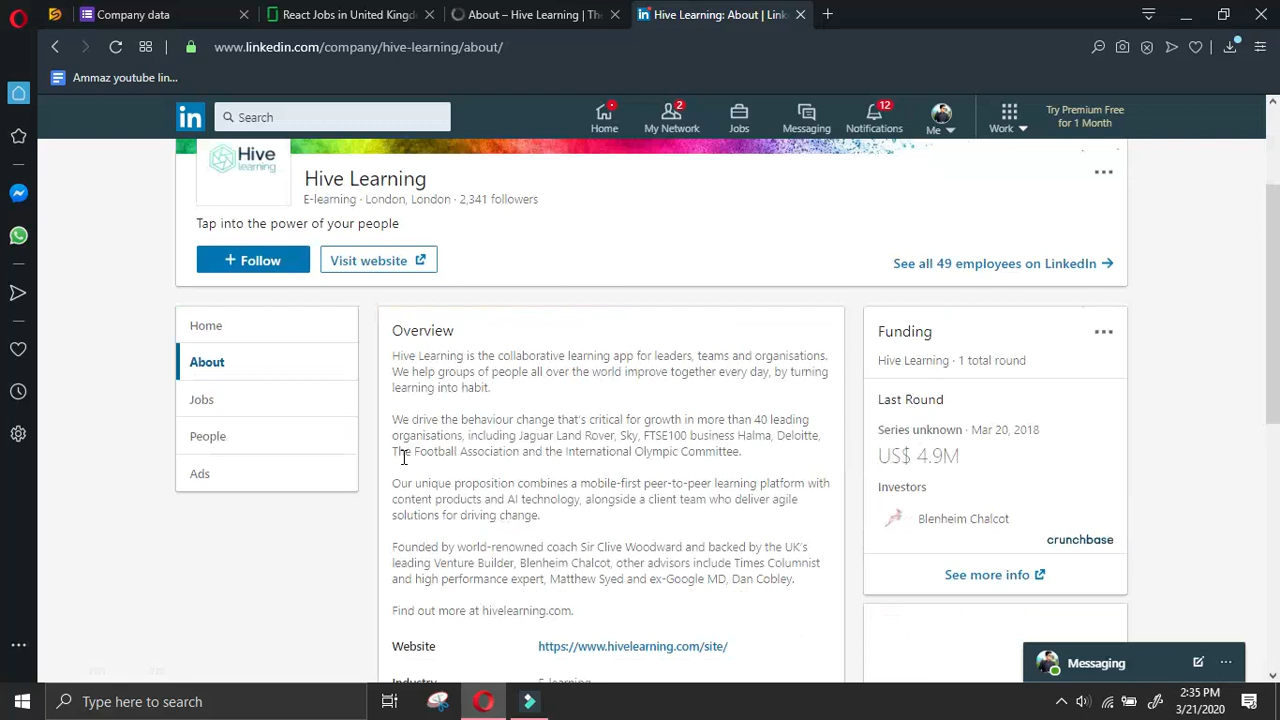 Company data
React Jobs in United Kingd
About – Hive Learning | The
Hive Learning: About | Link
www.linkedin.com/company/hive-learning/about/
Ammaz youtube lin...
in
Search
Home
2
My Network
Jobs
Messaging
12
Notifications
Me
Work
Try Premium Free
for 1 Month
Hive
learning
Hive Learning
E-learning · London, London · 2,341 followers
Tap into the power of your people
+ Follow
Visit website
See all 49 employees on LinkedIn
Home
About
Jobs
People
Ads
Overview
Hive Learning is the collaborative learning app for leaders, teams and organisations.
We help groups of people all over the world improve together every day, by turning
learning into habit.
We drive the behaviour change that's critical for growth in more than 40 leading
organisations, including Jaguar Land Rover, Sky, FTSE100 business Halma, Deloitte,
The Football Association and the International Olympic Committee.
Our unique proposition combines a mobile-first peer-to-peer learning platform with
content products and AI technology, alongside a client team who deliver agile
solutions for driving change.
Founded by world-renowned coach Sir Clive Woodward and backed by the UK's
leading Venture Builder, Blenheim Chalcot, other advisors include Times Columnist
and high performance expert, Matthew Syed and ex-Google MD, Dan Cobley.
Find out more at hivelearning.com.
Website
https://www.hivelearning.com/site/
Industry
E-learning
Funding
Hive Learning · 1 total round
Last Round
Series unknown · Mar 20, 2018
US$ 4.9M
Investors
Blenheim Chalcot
crunchbase
See more info
Messaging
Type here to search
2:35 PM
3/21/2020